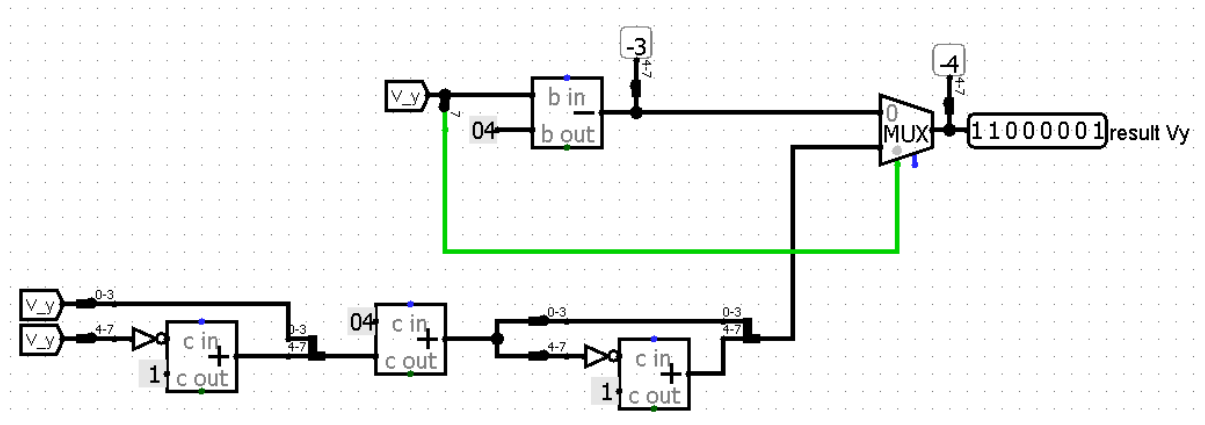 -3
-4
4-7
4-7
V_y
7
b in
04
b out
−
0
MUX
11000001
result Vy
V_y
0-3
V_y
4-7
c in
+
1
c out
0-3
4-7
04
c in
+
c out
0-3
4-7
c in
+
1
c out
0-3
4-7